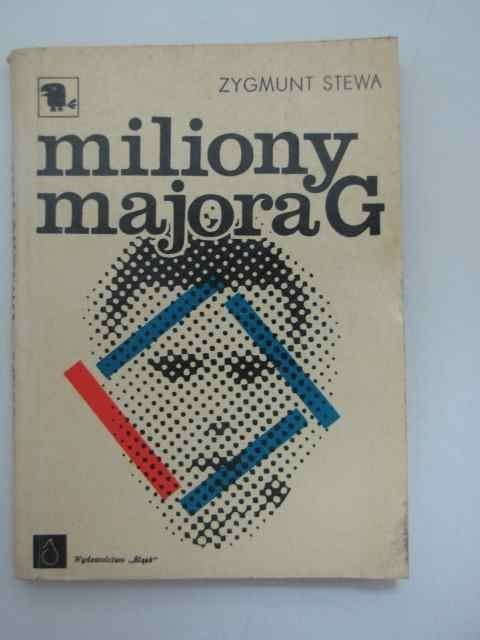 ZYGMUNT STEWA
miliony
majora G
Wydawnictwo „Śląsk"